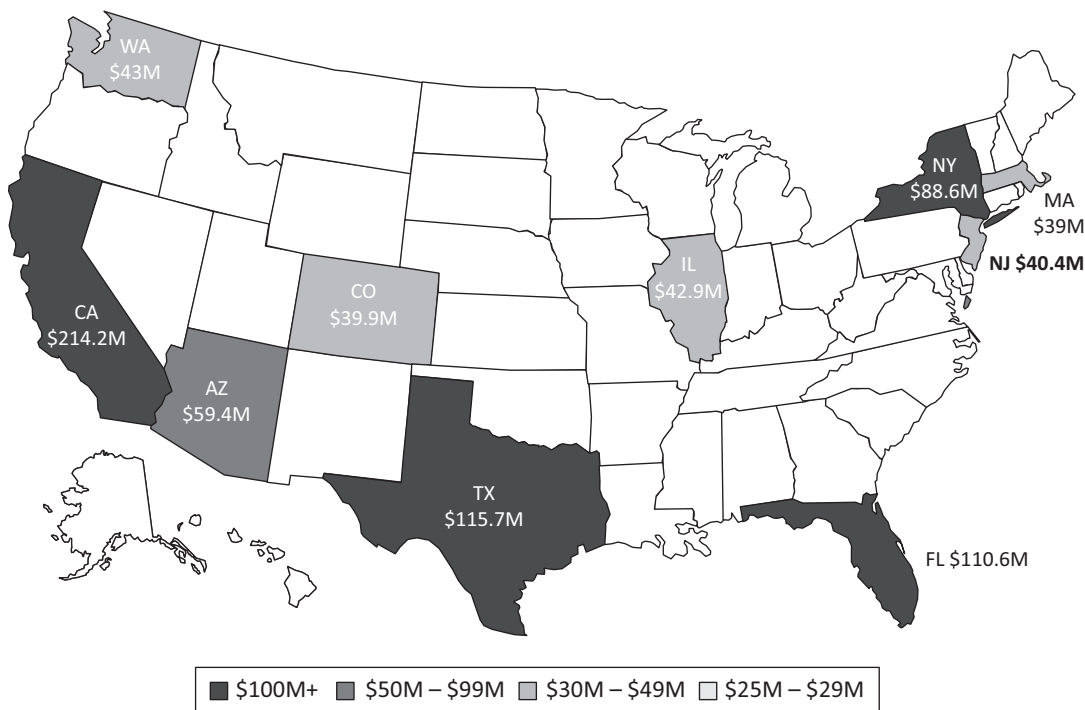 WA
$43M
NY
$88.6M
MA
$39M
NJ $40.4M
IL
$42.9M
CO
$39.9M
CA
$214.2M
AZ
$59.4M
TX
$115.7M
FL $110.6M
$100M+ $50M – $99M $30M – $49M $25M – $29M